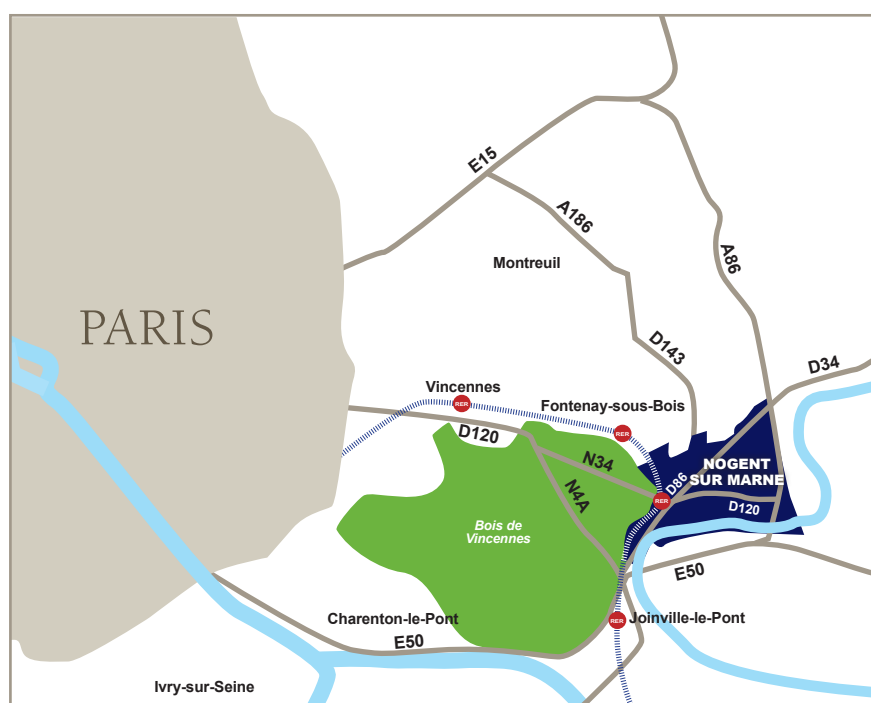 E15
A186
Montreuil
A86
PARIS
D143
D34
Vincennes
RER
Fontenay-sous-Bois
RER
D120
N34
D86
NOGENT
SUR MARNE
N4A
RER
D120
Bois de
Vincennes
E50
Charenton-le-Pont
RER
Joinville-le-Pont
E50
Ivry-sur-Seine